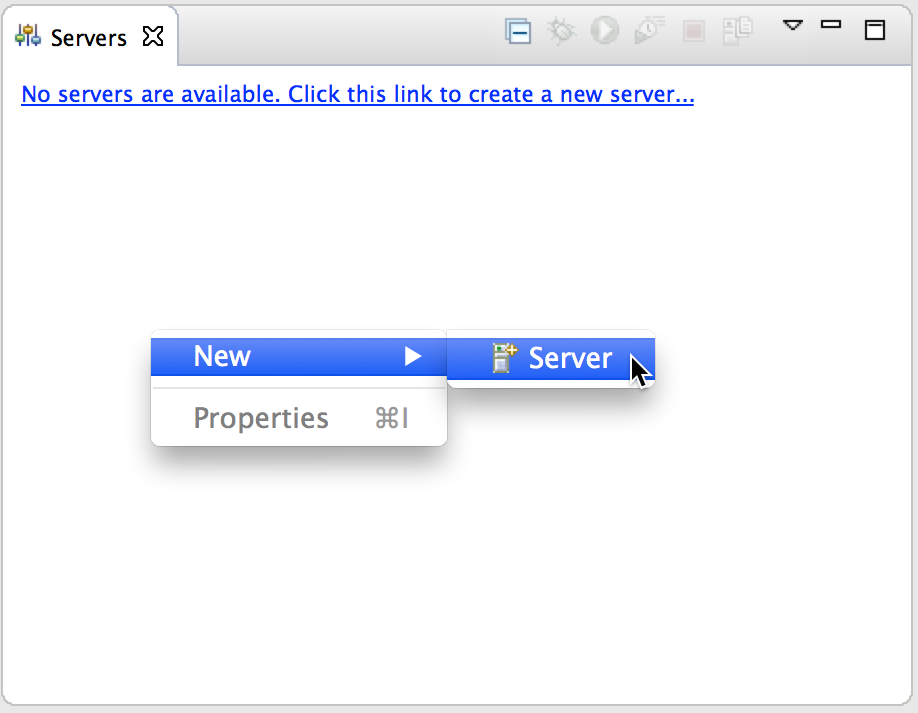 Servers
No servers are available. Click this link to create a new server...
New
Server
Properties ⌘I